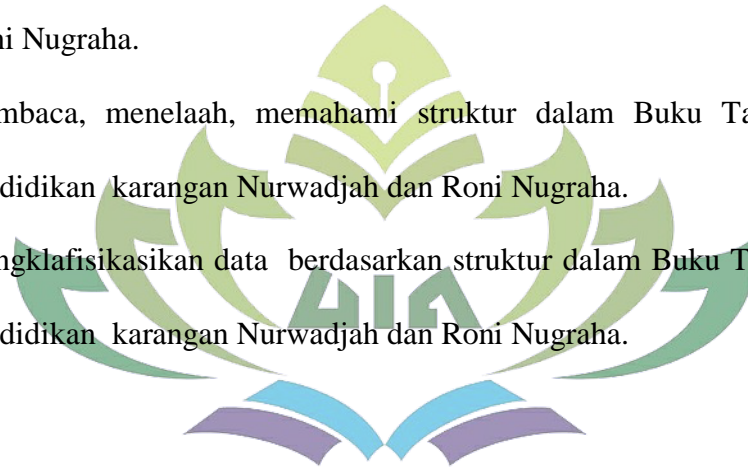 ni Nugraha.
mbaca, menelaah, memahami struktur dalam Buku Ta
didikan karangan Nurwadjah dan Roni Nugraha.
ngklafisikasikan data berdasarkan struktur dalam Buku T
didikan karangan Nurwadjah dan Roni Nugraha.